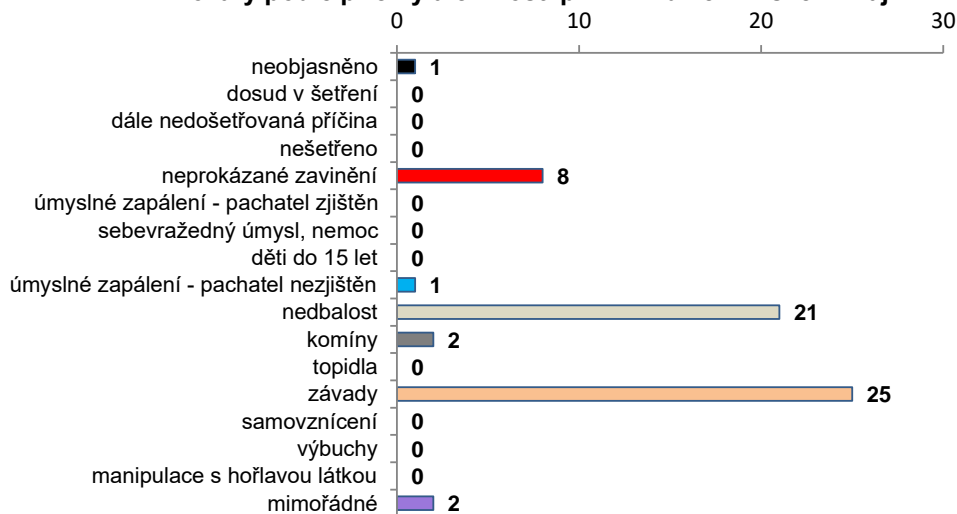 0 10 20 30
neobjasněno 1
dosud v šetření 0
dále nedošetřovaná příčina 0
nešetřeno 0
neprokázané zavinění 8
úmyslné zapálení - pachatel zjištěn 0
sebevražedný úmysl, nemoc 0
děti do 15 let 0
úmyslné zapálení - pachatel nezjištěn 1
nedbalost 21
komíny 2
topidla 0
závady 25
samovznícení 0
výbuchy 0
manipulace s hořlavou látkou 0
mimořádné 2